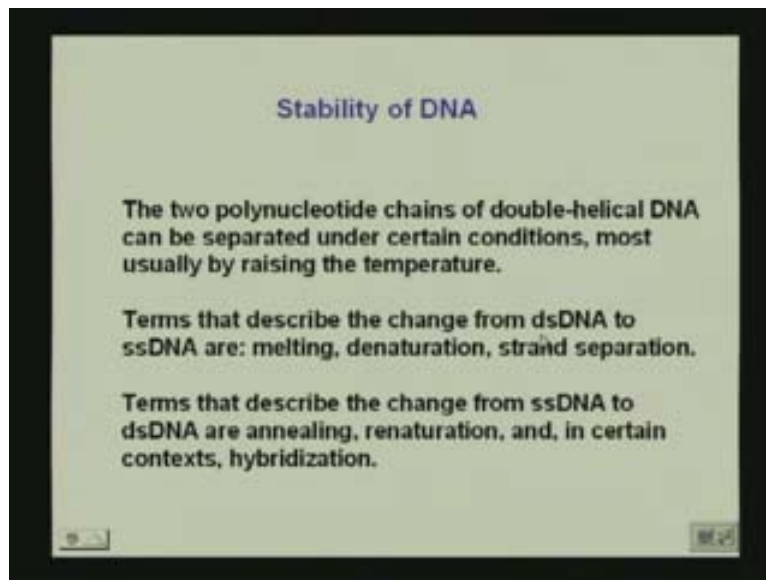 Stability of DNA
The two polynucleotide chains of double-helical DNA
can be separated under certain conditions, most
usually by raising the temperature.
Terms that describe the change from dsDNA to
ssDNA are: melting, denaturation, strand separation.
Terms that describe the change from ssDNA to
dsDNA are annealing, renaturation, and, in certain
contexts, hybridization.